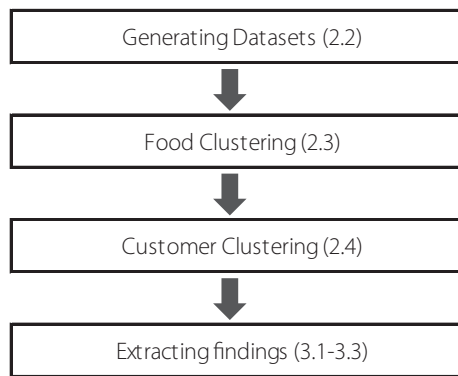 Generating Datasets (2.2)
Food Clustering (2.3)
Customer Clustering (2.4)
Extracting findings (3.1-3.3)